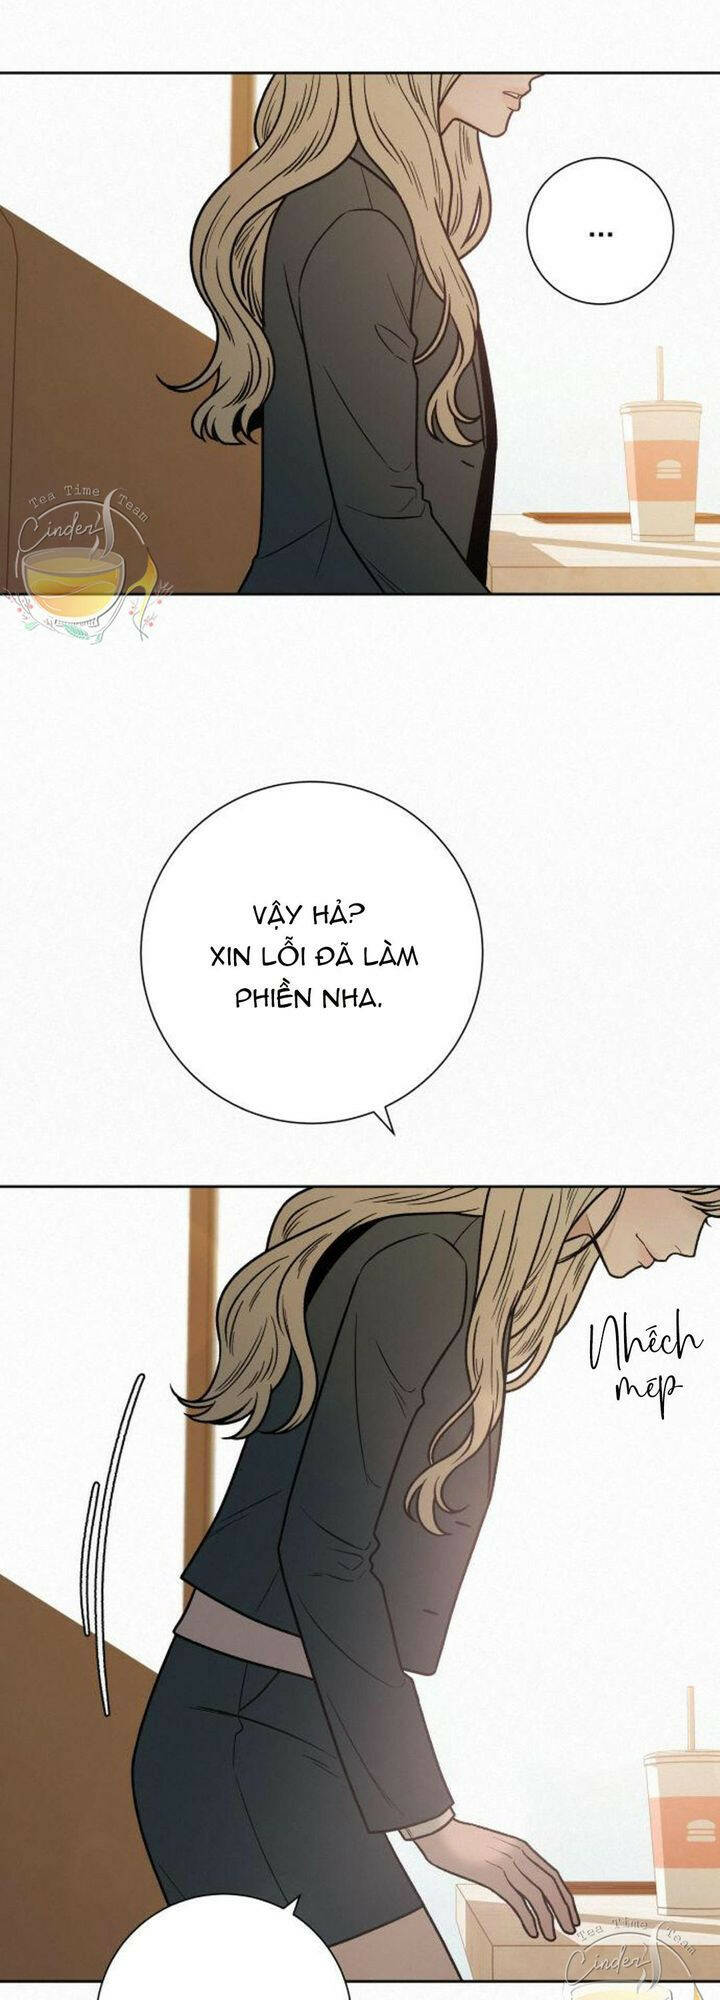 ...
Tea Time Team
Cinder
VẬY HẢ?
XIN LỖI ĐÃ LÀM
PHIỀN NHA.
Nhếch
mép
Tea Time Team
Cinder